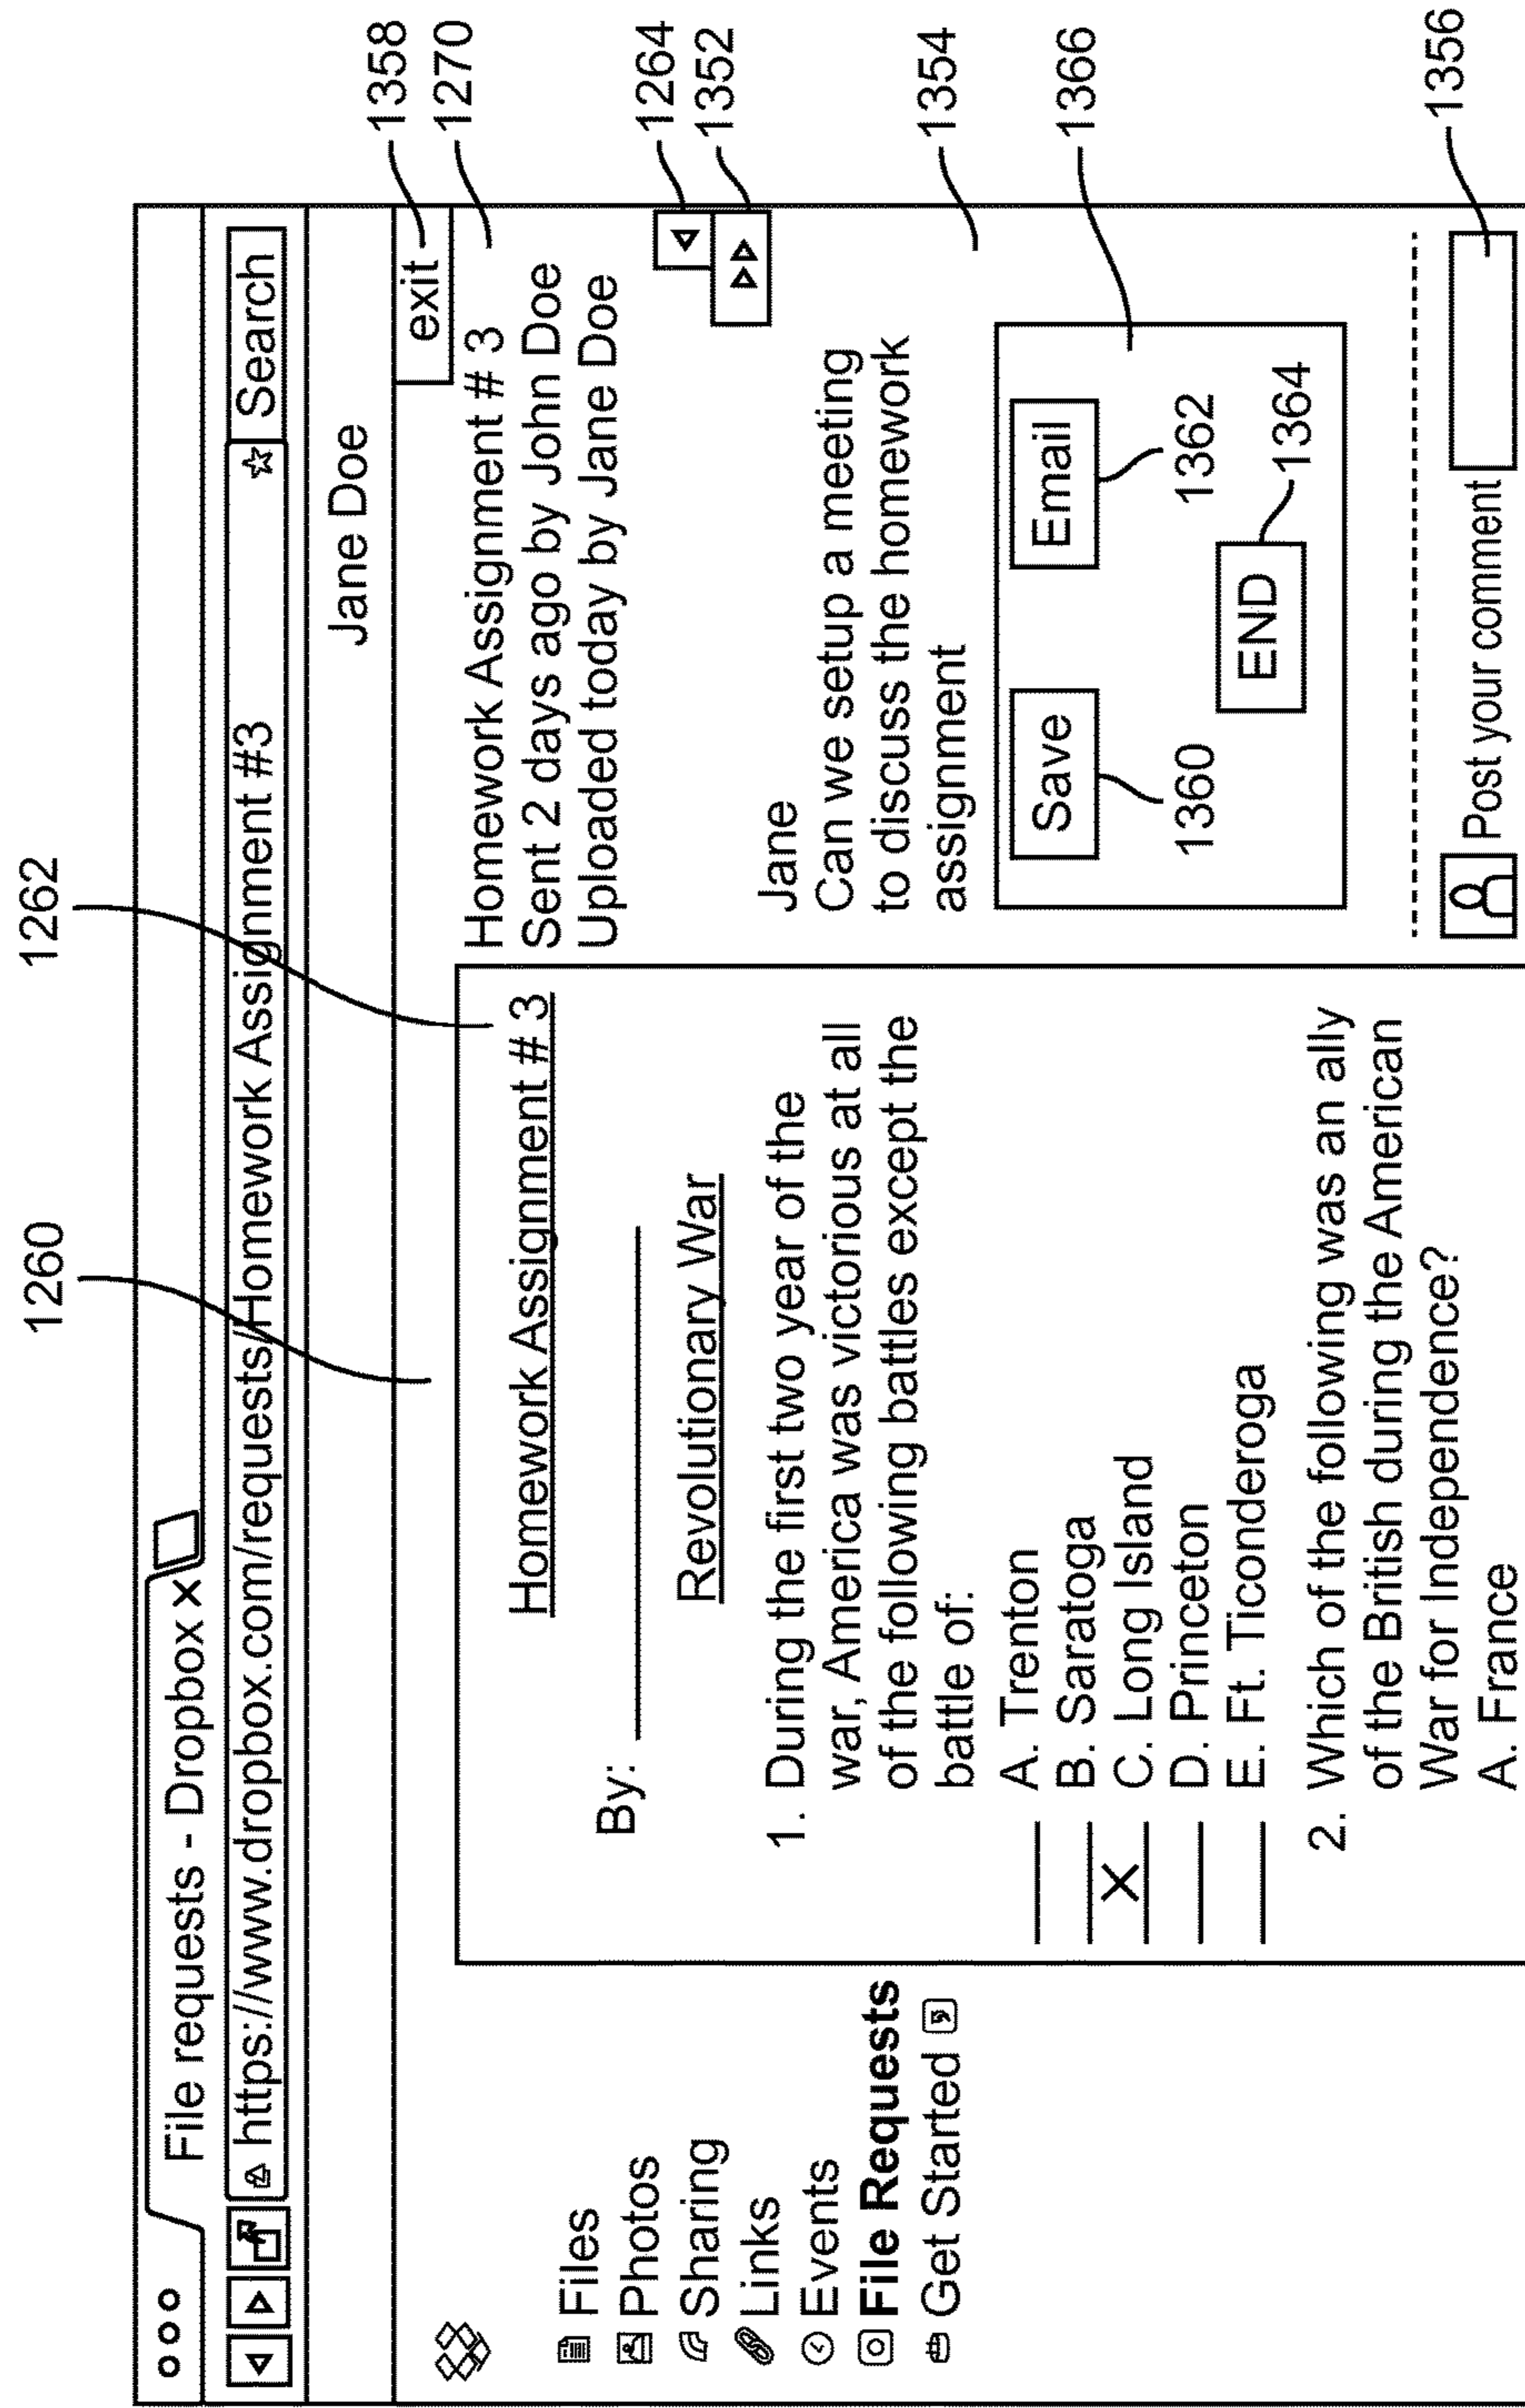 1260
1262
File requests - Dropbox X
https://www.dropbox.com/requests/Homework Assignment #3
Search
Jane Doe
exit
1358
1270
Files
Photos
Sharing
Links
Events
File Requests
Get Started
Homework Assignment # 3
By:
Revolutionary War
1. During the first two year of the
war, America was victorious at all
of the following battles except the
battle of:
A. Trenton
B. Saratoga
X C. Long Island
D. Princeton
E. Ft. Ticonderoga
2. Which of the following was an ally
of the British during the American
War for Independence?
A. France
Homework Assignment # 3
Sent 2 days ago by John Doe
Uploaded today by Jane Doe
1264
1352
Jane
Can we setup a meeting
to discuss the homework
assignment
1354
Save
Email
1360
1362
END
1364
1366
Post your comment
1356